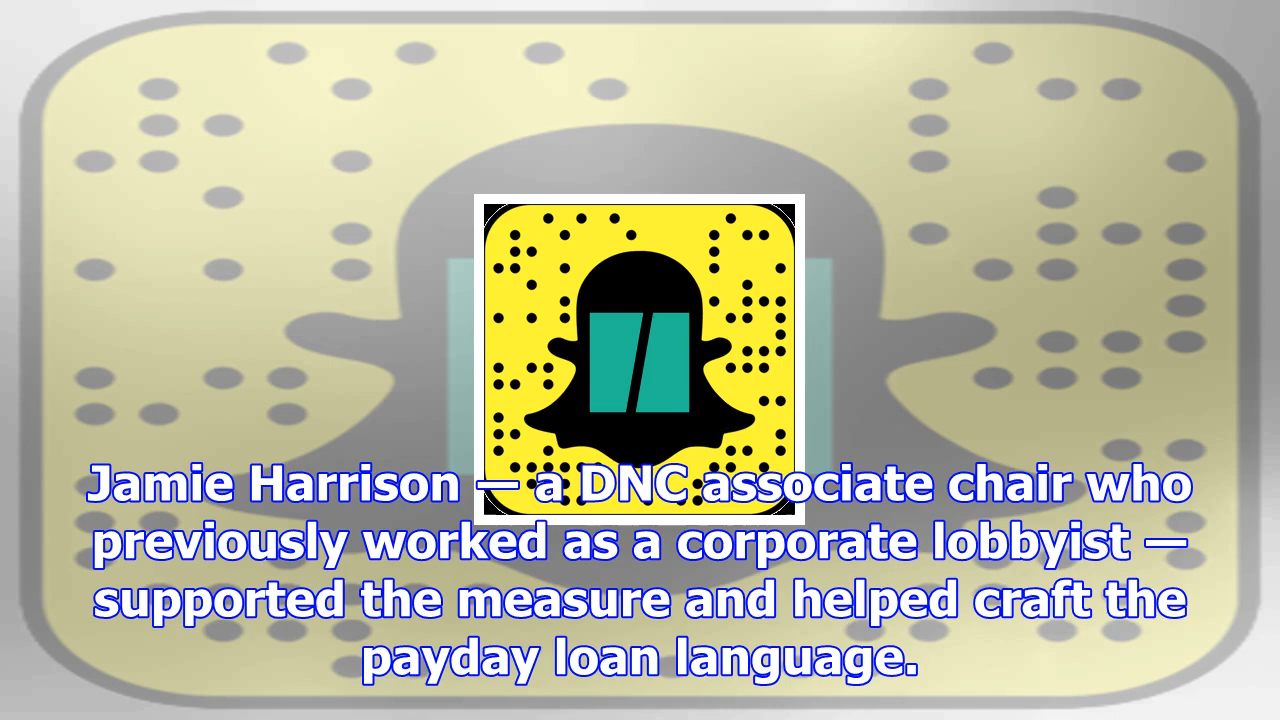 Jamie Harrison — a DNC associate chair who
previously worked as a corporate lobbyist —
supported the measure and helped craft the
payday loan language.